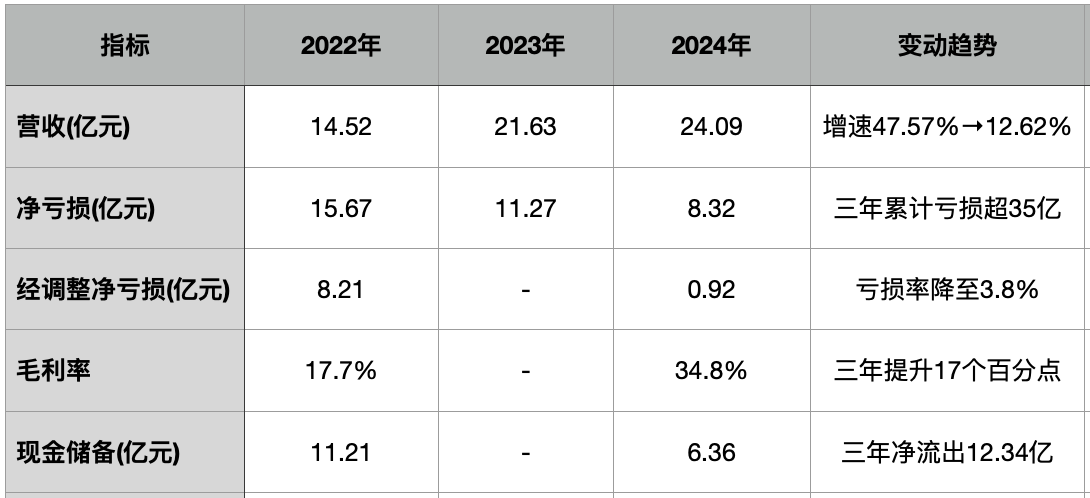 指标 2022年 2023年 2024年 变动趋势
营收(亿元) 14.52 21.63 24.09 增速47.57%→12.62%
净亏损(亿元) 15.67 11.27 8.32 三年累计亏损超35亿
经调整净亏损(亿元) 8.21 - 0.92 亏损率降至3.8%
毛利率 17.7% - 34.8% 三年提升17个百分点
现金储备(亿元) 11.21 - 6.36 三年净流出12.34亿